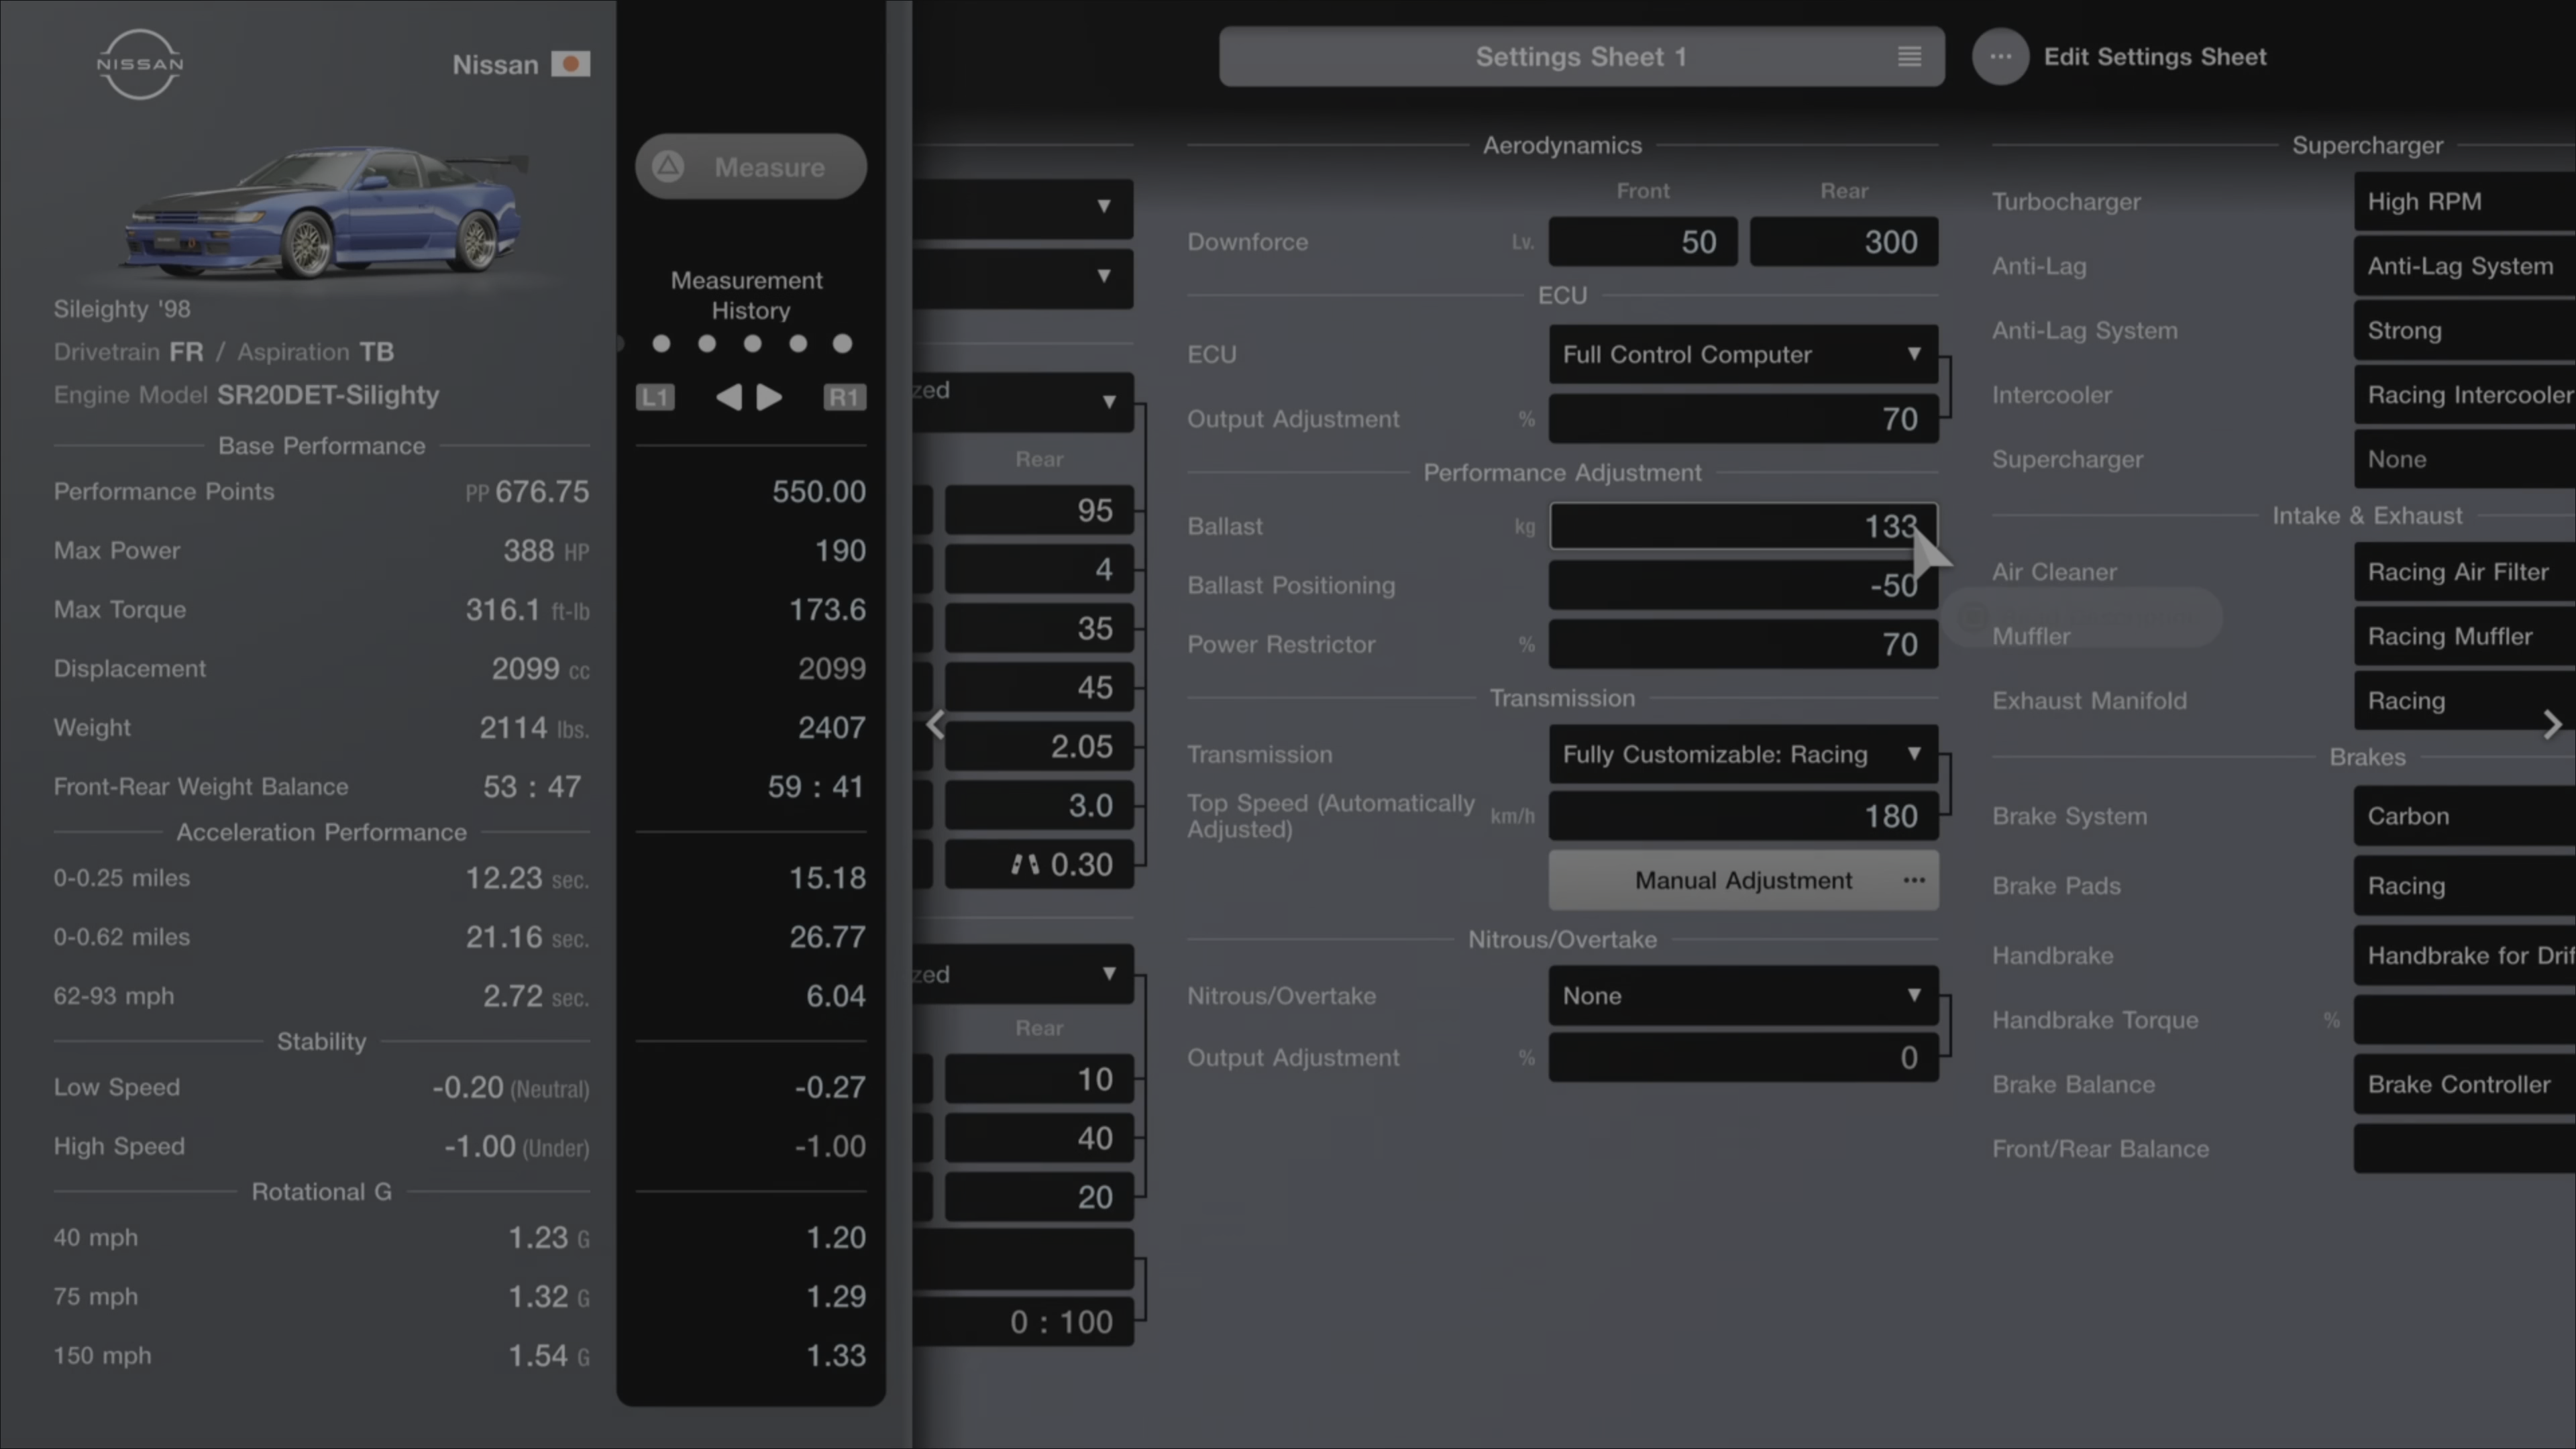 NISSAN
Nissan
Sileighty '98
Drivetrain FR / Aspiration TB
Engine Model SR20DET-Silighty
Base Performance
Performance Points PP 676.75
Max Power 388 HP
Max Torque 316.1 ft-lb
Displacement 2099 cc
Weight 2114 lbs.
Front-Rear Weight Balance 53 : 47
Acceleration Performance
0-0.25 miles 12.23 sec.
0-0.62 miles 21.16 sec.
62-93 mph 2.72 sec.
Stability
Low Speed -0.20 (Neutral)
High Speed -1.00 (Under)
Rotational G
40 mph 1.23 G
75 mph 1.32 G
150 mph 1.54 G
Measure
Measurement
History
L1 R1
550.00
190
173.6
2099
2407
59 : 41
15.18
26.77
6.04
-0.27
-1.00
1.20
1.29
1.33
zed
Rear
95
4
35
45
2.05
3.0
0.30
zed
Rear
10
40
20
0 : 100
Settings Sheet 1
Edit Settings Sheet
Aerodynamics
Front Rear
Downforce Lv. 50 300
ECU
ECU Full Control Computer
Output Adjustment % 70
Performance Adjustment
Ballast kg 133
Ballast Positioning -50
Power Restrictor % 70
Transmission
Transmission Fully Customizable: Racing
Top Speed (Automatically
Adjusted) km/h 180
Manual Adjustment
Nitrous/Overtake
Nitrous/Overtake None
Output Adjustment % 0
Supercharger
Turbocharger High RPM
Anti-Lag Anti-Lag System
Anti-Lag System Strong
Intercooler Racing Intercooler
Supercharger None
Intake & Exhaust
Air Cleaner Racing Air Filter
Muffler Racing Muffler
Exhaust Manifold Racing
Brakes
Brake System Carbon
Brake Pads Racing
Handbrake Handbrake for Drif
Handbrake Torque %
Brake Balance Brake Controller
Front/Rear Balance